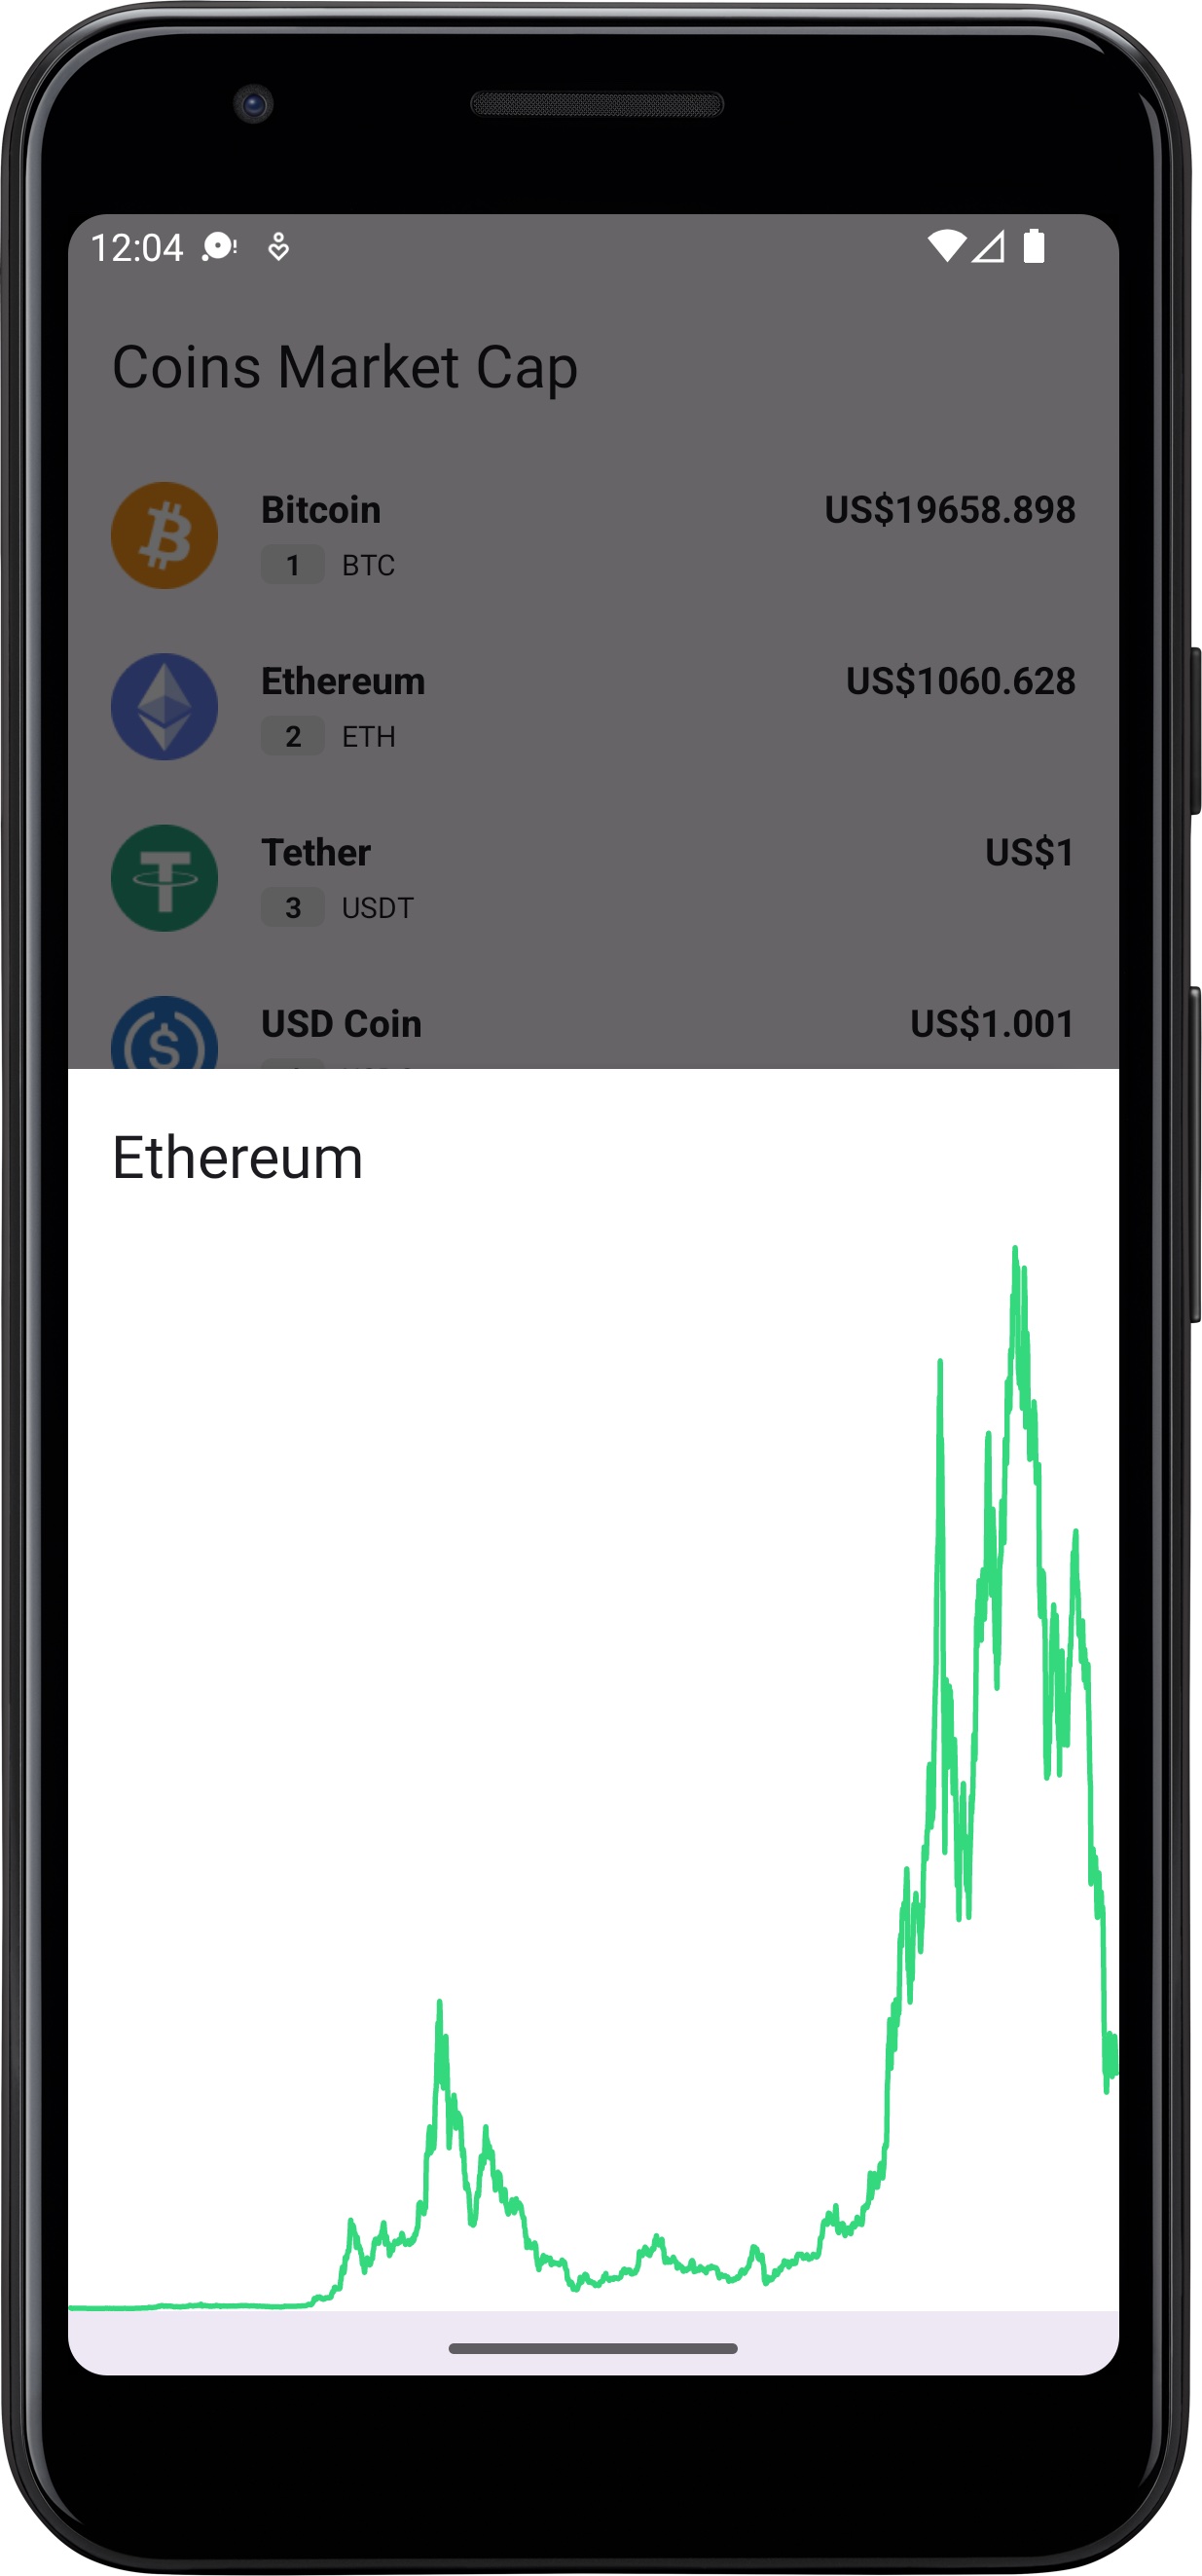 12:04
Coins Market Cap
Bitcoin US$19658.898
1 BTC
Ethereum US$1060.628
2 ETH
Tether US$1
3 USDT
USD Coin US$1.001
Ethereum